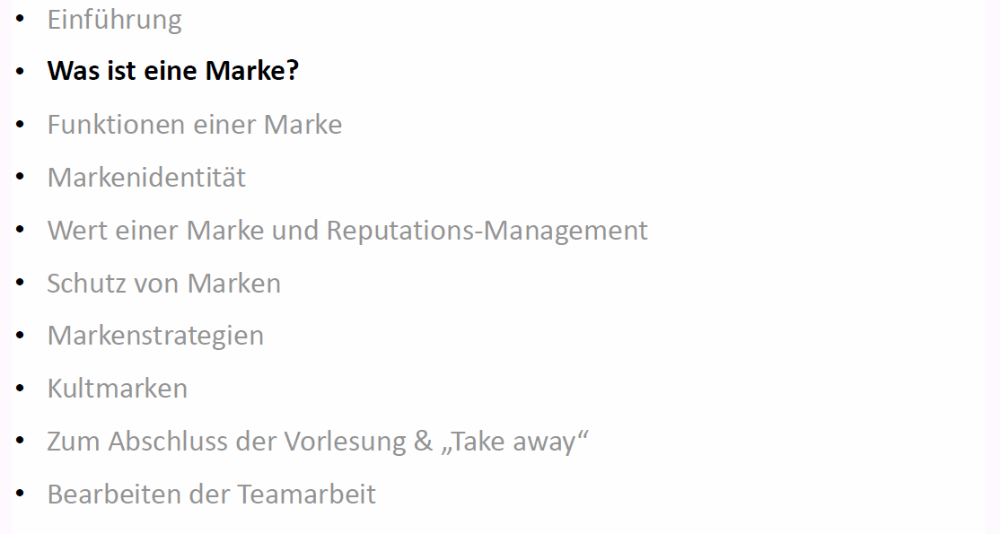 • Einführung
• Was ist eine Marke?
• Funktionen einer Marke
• Markenidentität
• Wert einer Marke und Reputations-Management
• Schutz von Marken
• Markenstrategien
• Kultmarken
• Zum Abschluss der Vorlesung & „Take away“
• Bearbeiten der Teamarbeit